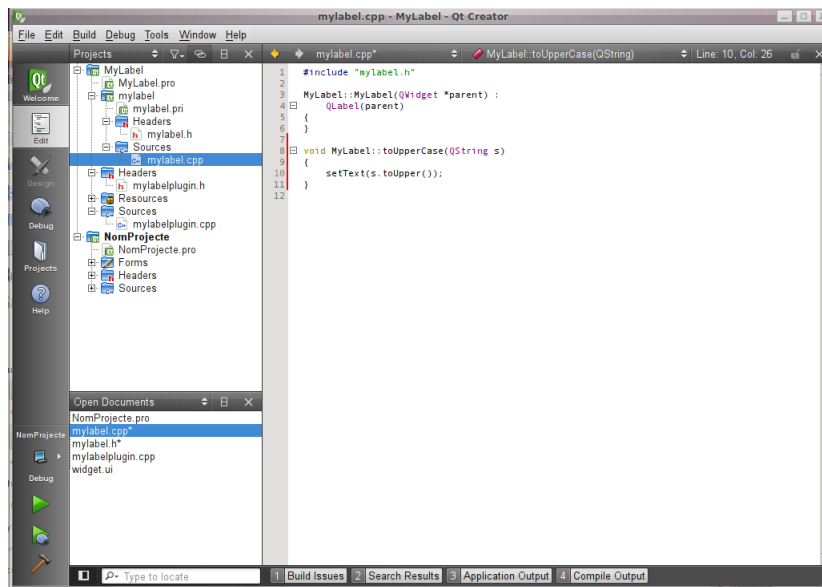 mylabel.cpp - MyLabel - Qt Creator
File Edit Build Debug Tools Window Help
Projects
mylabel.cpp*
MyLabel::toUpperCase(QString)
Line: 10, Col: 26
Qt
Welcome
Edit
Design
Debug
Projects
Help
NomProjecte
Debug
MyLabel
MyLabel.pro
mylabel
mylabel.pri
Headers
mylabel.h
Sources
mylabel.cpp
Headers
mylabelplugin.h
Resources
Sources
mylabelplugin.cpp
NomProjecte
NomProjecte.pro
Forms
Headers
Sources
Open Documents
NomProjecte.pro
mylabel.cpp*
mylabel.h*
mylabelplugin.cpp
widget.ui
1 #include "mylabel.h"
2
3 MyLabel::MyLabel(QWidget *parent) :
4 QLabel(parent)
5 {
6 }
7
8 void MyLabel::toUpperCase(QString s)
9 {
10 setText(s.toUpper());
11 }
12
Type to locate
1 Build Issues 2 Search Results 3 Application Output 4 Compile Output